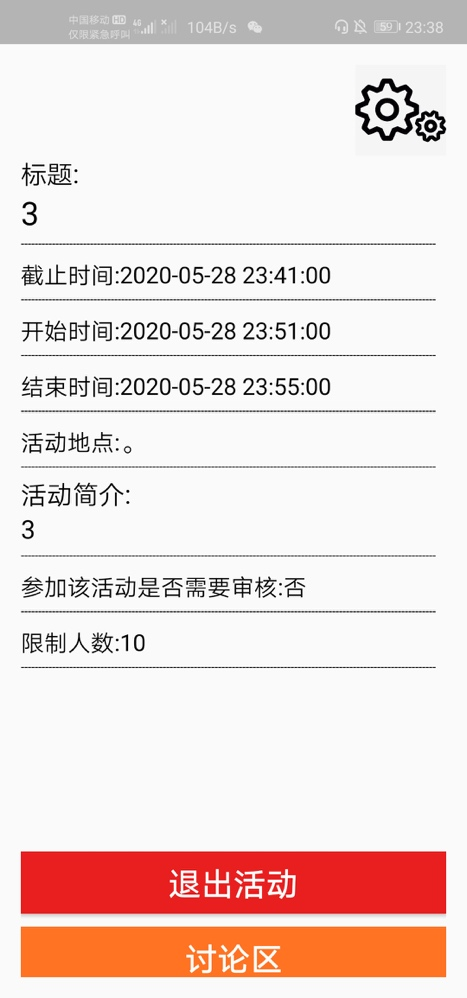 中国移动 HD 4G 104B/s 59 23:38
仅限紧急呼叫
标题:
3
截止时间:2020-05-28 23:41:00
开始时间:2020-05-28 23:51:00
结束时间:2020-05-28 23:55:00
活动地点:。
活动简介:
3
参加该活动是否需要审核:否
限制人数:10
退出活动
讨论区